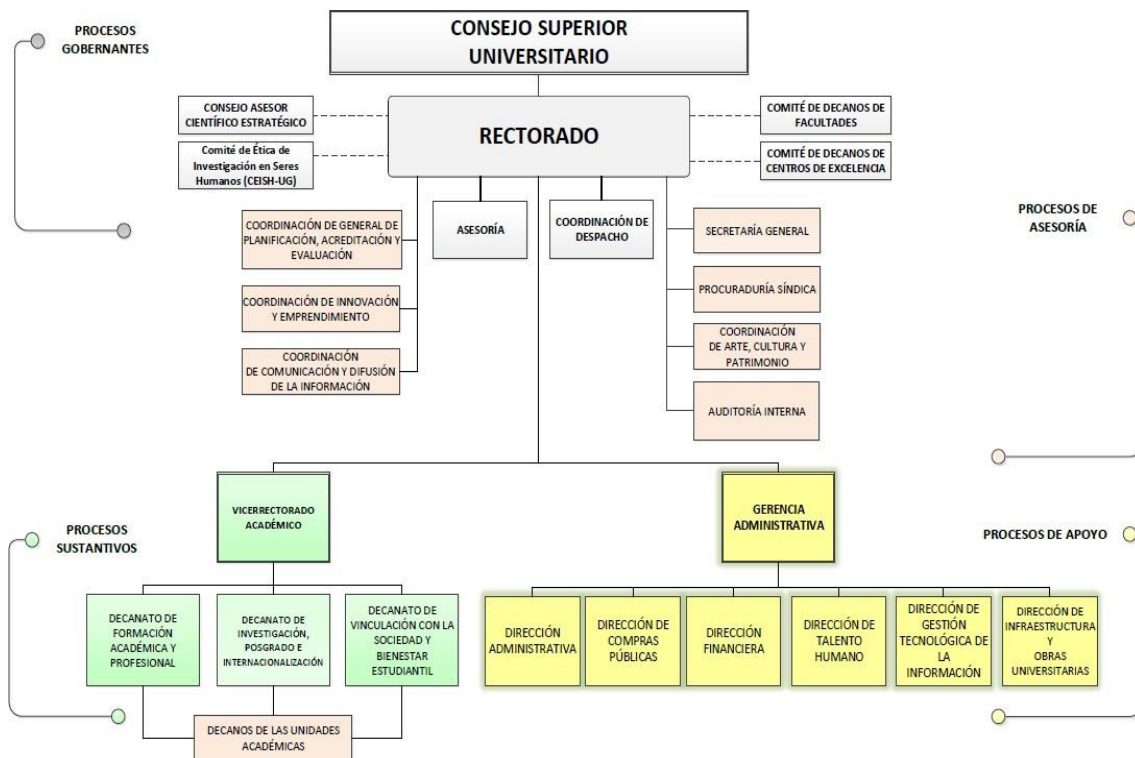 PROCESOS
GOBERNANTES
CONSEJO SUPERIOR
UNIVERSITARIO
CONSEJO ASESOR
CIENTÍFICO ESTRATÉGICO
Comité de Ética de
Investigación en Seres
Humanos (CEISH-UG)
RECTORADO
COMITÉ DE DECANOS DE
FACULTADES
COMITÉ DE DECANOS DE
CENTROS DE EXCELENCIA
COORDINACIÓN DE GENERAL DE
PLANIFICACIÓN, ACREDITACIÓN Y
EVALUACIÓN
ASESORÍA
COORDINACIÓN DE
DESPACHO
SECRETARÍA GENERAL
PROCESOS DE
ASESORÍA
COORDINACIÓN DE INNOVACIÓN
Y EMPRENDIMIENTO
PROCURADURÍA SÍNDICA
COORDINACIÓN
DE COMUNICACIÓN Y DIFUSIÓN
DE LA INFORMACIÓN
COORDINACIÓN
DE ARTE, CULTURA Y
PATRIMONIO
AUDITORÍA INTERNA
PROCESOS
SUSTANTIVOS
VICERRECTORADO
ACADÉMICO
GERENCIA
ADMINISTRATIVA
PROCESOS DE APOYO
DECANATO DE
FORMACIÓN
ACADÉMICA Y
PROFESIONAL
DECANATO DE
INVESTIGACIÓN,
POSGRADO E
INTERNACIONALIZACIÓN
DECANATO DE
VINCULACIÓN CON LA
SOCIEDAD Y
BIENESTAR
ESTUDIANTIL
DIRECCIÓN
ADMINISTRATIVA
DIRECCIÓN DE
COMPRAS
PÚBLICAS
DIRECCIÓN
FINANCIERA
DIRECCIÓN DE
TALENTO
HUMANO
DIRECCIÓN DE
GESTIÓN
TECNOLÓGICA DE
LA
INFORMACIÓN
DIRECCIÓN DE
INFRAESTRUCTURA
Y
OBRAS
UNIVERSITARIAS
DECANOS DE LAS UNIDADES
ACADÉMICAS